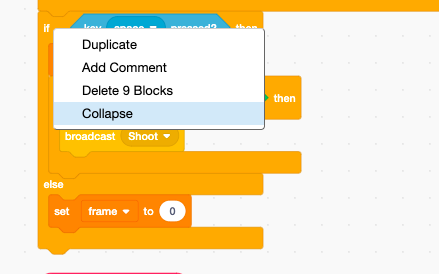 if key space pressed? then
Duplicate
Add Comment
Delete 9 Blocks
then
Collapse
broadcast Shoot
else
set frame to 0